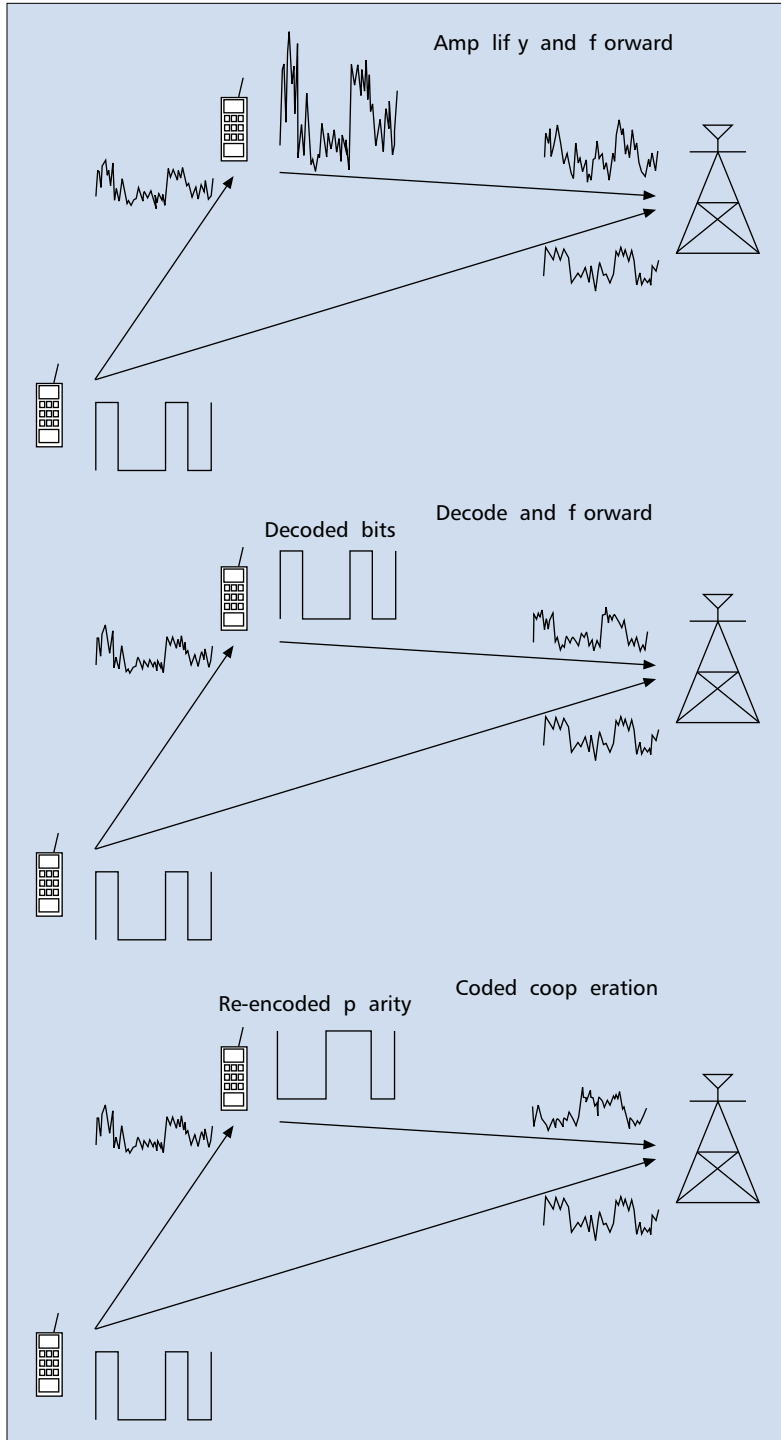 Amp lif y and f orward
Decode and f orward
Decoded bits
Coded coop eration
Re-encoded p arity